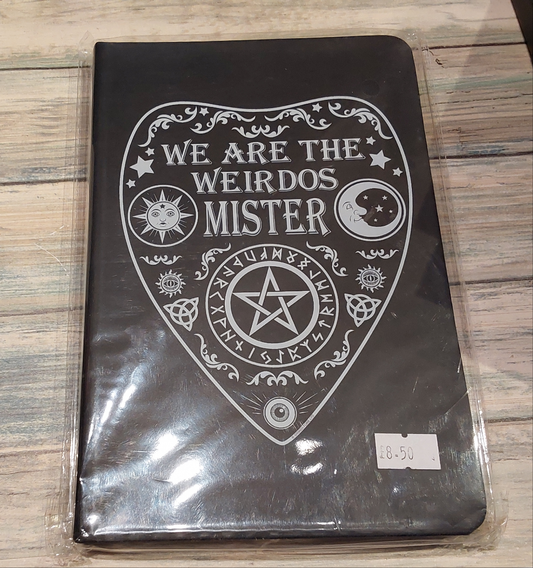 WE ARE THE
WEIRDOS
MISTER
£8.50